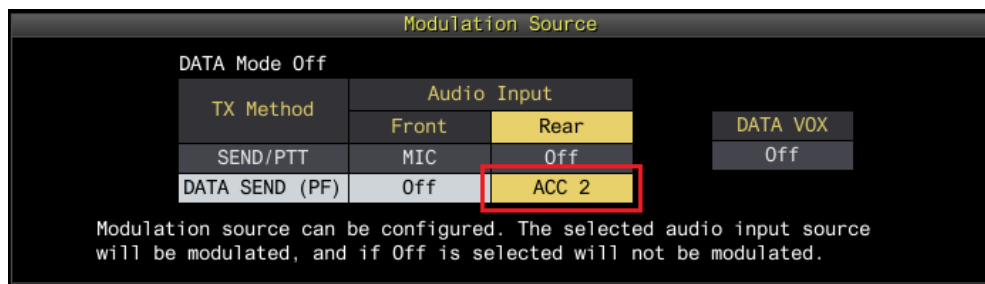 Modulation Source
DATA Mode Off
TX Method
Audio Input
Front Rear
DATA VOX
SEND/PTT MIC Off
Off
DATA SEND (PF) Off ACC 2
Modulation source can be configured. The selected audio input source
will be modulated, and if Off is selected will not be modulated.